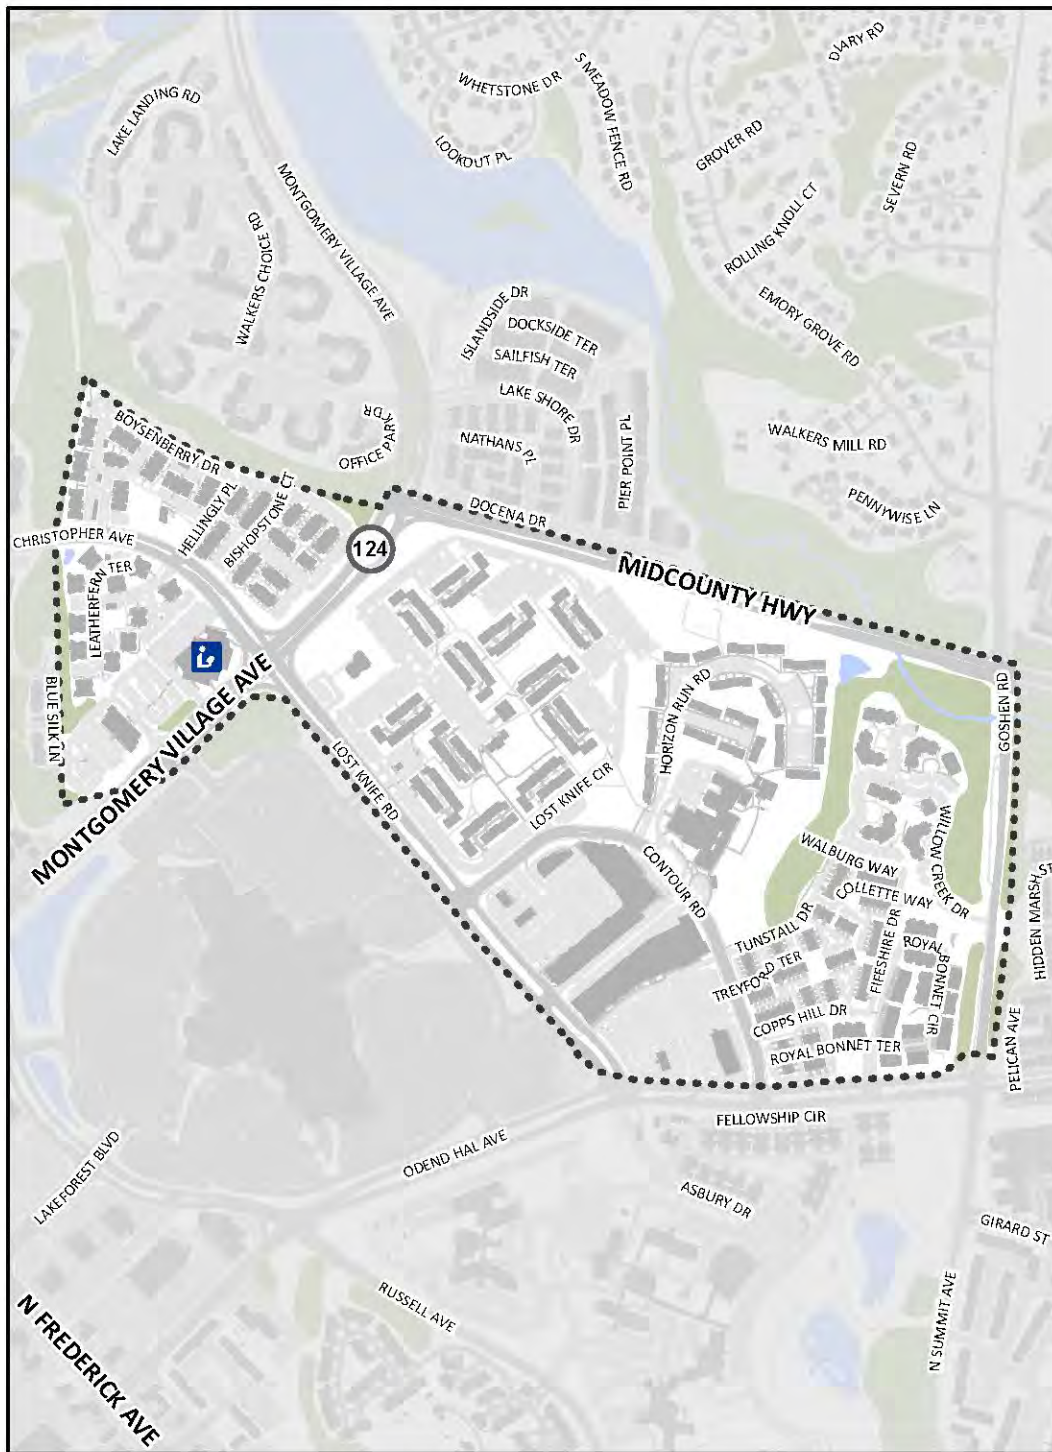 DIARY RD
WHETSTONE DR
S MEADOW FENCE RD
LAKE LANDING RD
LOOKOUT PL
GROVER RD
SEVERN RD
MONTGOMERY VILLAGE AVE
ROLLING KNOLL CT
WALKERS CHOICE RD
EMORY GROVE RD
ISLANDSIDE DR
DOCKSIDE TER
SAILFISH TER
LAKE SHORE DR
OFFICE PARK DR
NATHANS PL
PIER POINT PL
WALKERS MILL RD
PENNYWISE LN
BOYSENBERRY DR
HELLINGLY PL
BISHOPSTONE CT
DOCENA DR
CHRISTOPHER AVE
124
MIDCOUNTY HWY
LEATHERFERN TER
BLUE SILK LN
MONTGOMERY VILLAGE AVE
HORIZON RUN RD
GOSHEN RD
LOST KNIFE RD
LOST KNIFE CIR
CONTOUR RD
WALBURG WAY
WILLOW CREEK DR
COLLETTE WAY
TUNSTALL DR
FIFESHIRE DR
ROYAL BONNET CIR
HIDDEN MARSH ST
TREYFORD TER
COPPS HILL DR
ROYAL BONNET TER
PELICAN AVE
FELLOWSHIP CIR
ODEND HAL AVE
LAKEFOREST BLVD
ASBURY DR
GIRARD ST
RUSSELL AVE
N SUMMIT AVE
N FREDERICK AVE